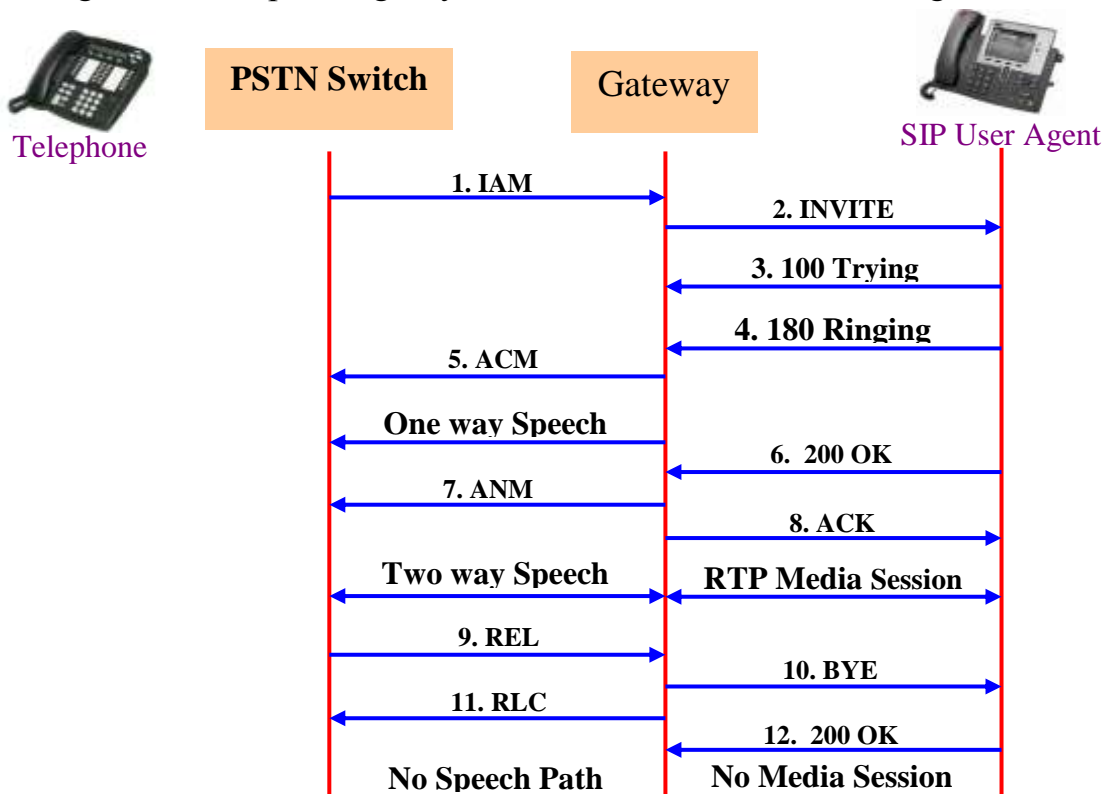 PSTN Switch
Gateway
Telephone
SIP User Agent
1. IAM
2. INVITE
3. 100 Trying
4. 180 Ringing
5. ACM
One way Speech
6. 200 OK
7. ANM
8. ACK
Two way Speech
RTP Media Session
9. REL
10. BYE
11. RLC
12. 200 OK
No Speech Path
No Media Session